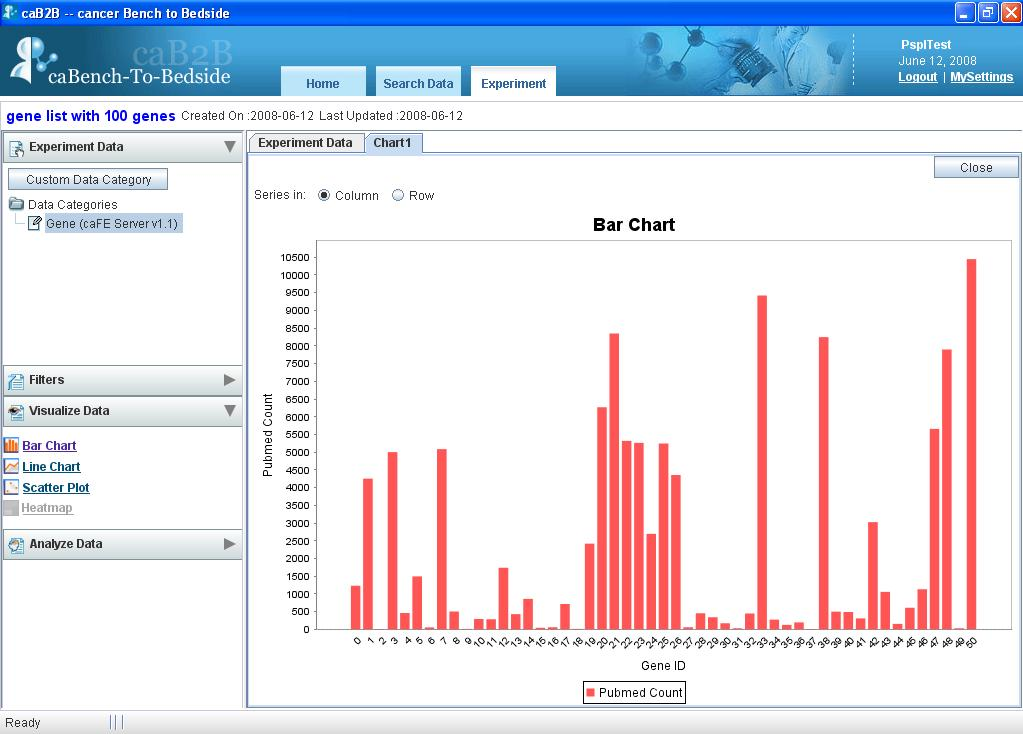 caB2B -- cancer Bench to Bedside
caB2B
caBench-To-Bedside
Home
Search Data
Experiment
PsplTest
June 12, 2008
Logout | MySettings
gene list with 100 genes Created On :2008-06-12 Last Updated :2008-06-12
Experiment Data
Custom Data Category
Data Categories
Gene (caFE Server v1.1)
Filters
Visualize Data
Bar Chart
Line Chart
Scatter Plot
Heatmap
Analyze Data
Experiment Data
Chart1
Close
Series in: Column Row
Bar Chart
10500
10000
9500
9000
8500
8000
7500
7000
6500
6000
5500
5000
4500
4000
3500
3000
2500
2000
1500
1000
500
0
Pubmed Count
0 1 2 3 4 5 6 7 8 9 10 11 12 13 14 15 16 17 18 19 20 21 22 23 24 25 26 27 28 29 30 31 32 33 34 35 36 37 38 39 40 41 42 43 44 45 46 47 48 49 50
Gene ID
Pubmed Count
Ready